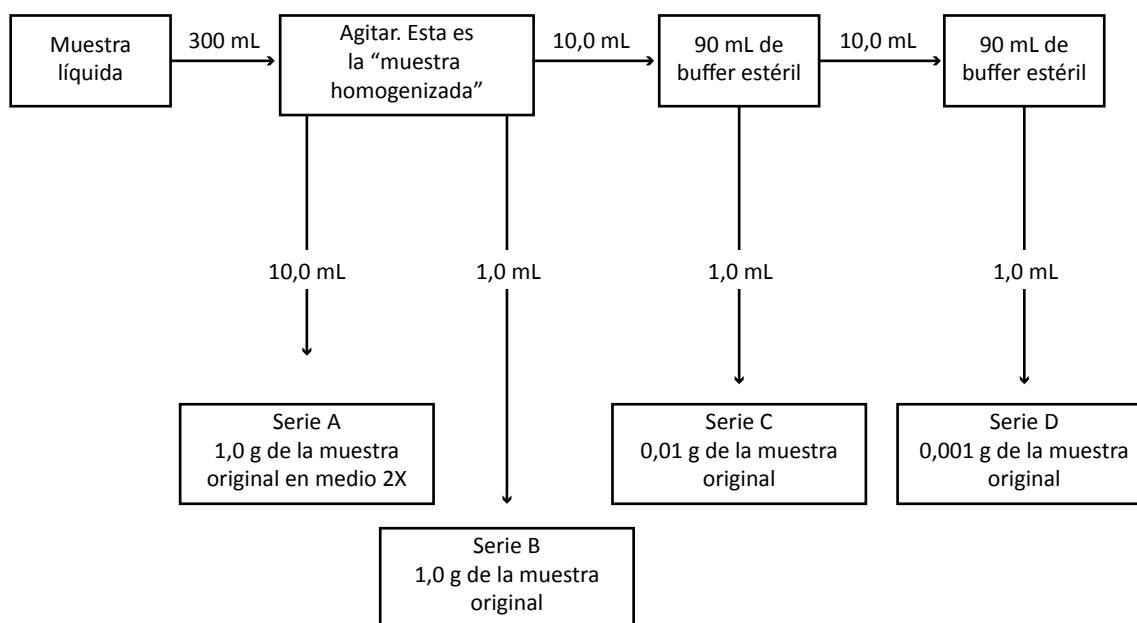 Muestra
líquida
300 mL
Agitar. Esta es
la “muestra
homogenizada”
10,0 mL
90 mL de
buffer estéril
10,0 mL
90 mL de
buffer estéril
10,0 mL
1,0 mL
1,0 mL
1,0 mL
Serie A
1,0 g de la muestra
original en medio 2X
Serie B
1,0 g de la muestra
original
Serie C
0,01 g de la muestra
original
Serie D
0,001 g de la muestra
original